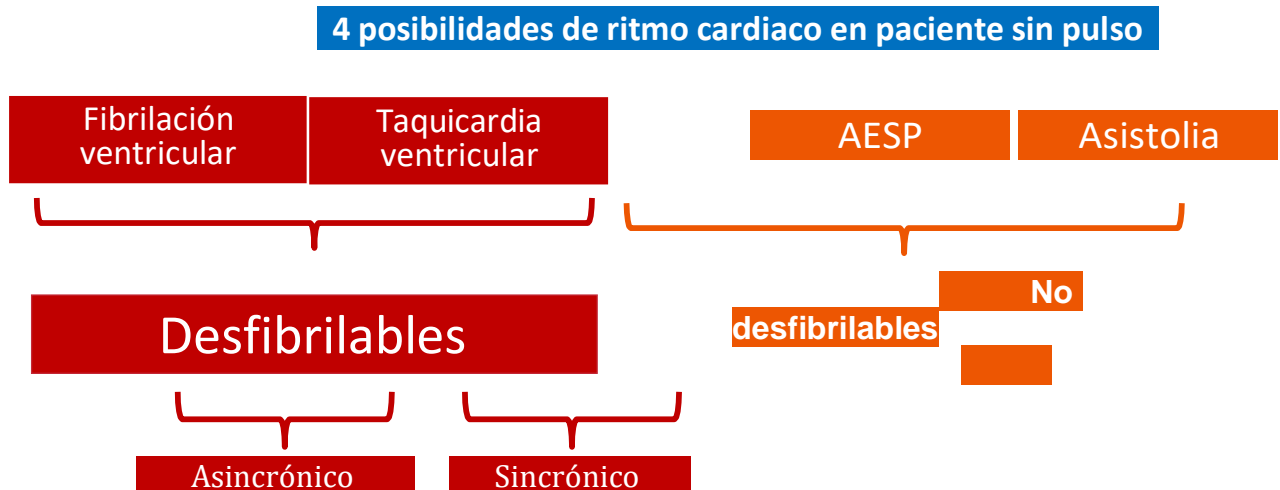 4 posibilidades de ritmo cardiaco en paciente sin pulso
Fibrilación
ventricular
Taquicardia
ventricular
AESP
Asistolia
Desfibrilables
No
desfibrilables
Asincrónico
Sincrónico